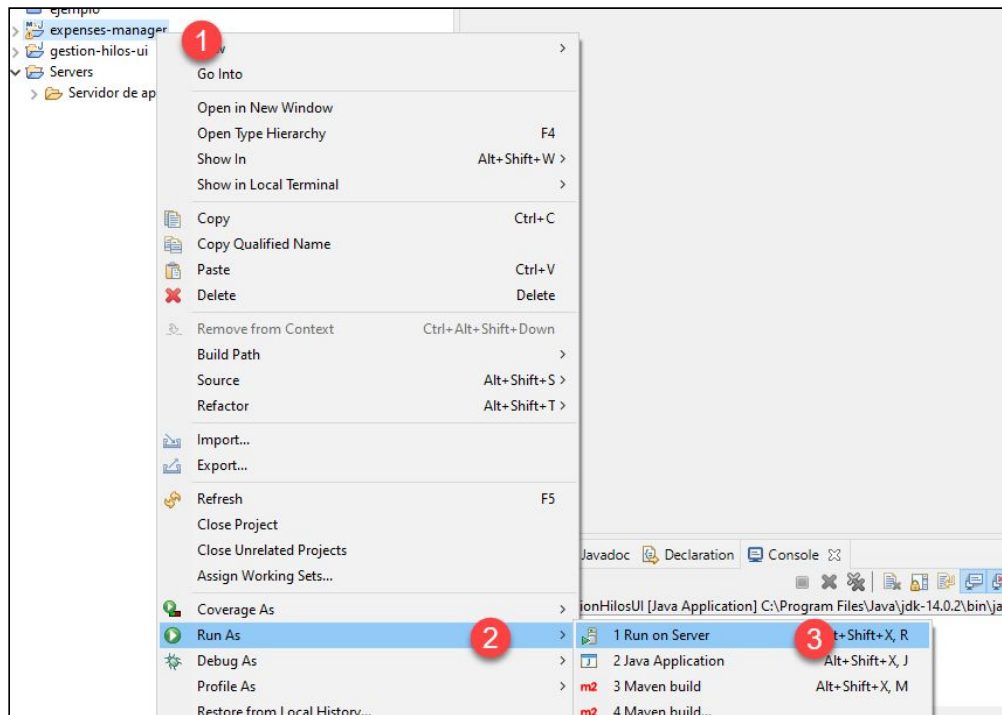 ejemplo
expenses-manager
gestion-hilos-ui
Servers
Servidor de ap
1
Go Into
Open in New Window
Open Type Hierarchy F4
Show In Alt+Shift+W >
Show in Local Terminal >
Copy Ctrl+C
Copy Qualified Name
Paste Ctrl+V
Delete Delete
Remove from Context Ctrl+Alt+Shift+Down
Build Path >
Source Alt+Shift+S >
Refactor Alt+Shift+T >
Import...
Export...
Refresh F5
Close Project
Close Unrelated Projects
Assign Working Sets...
Javadoc Declaration Console
ionHilosUI [Java Application] C:\Program Files\Java\jdk-14.0.2\bin\ja
Coverage As >
Run As 2 >
1 Run on Server 3 t+Shift+X, R
Debug As >
2 Java Application Alt+Shift+X, J
Profile As >
m2 3 Maven build Alt+Shift+X, M
Restore from Local History...
m2 4 Maven build...